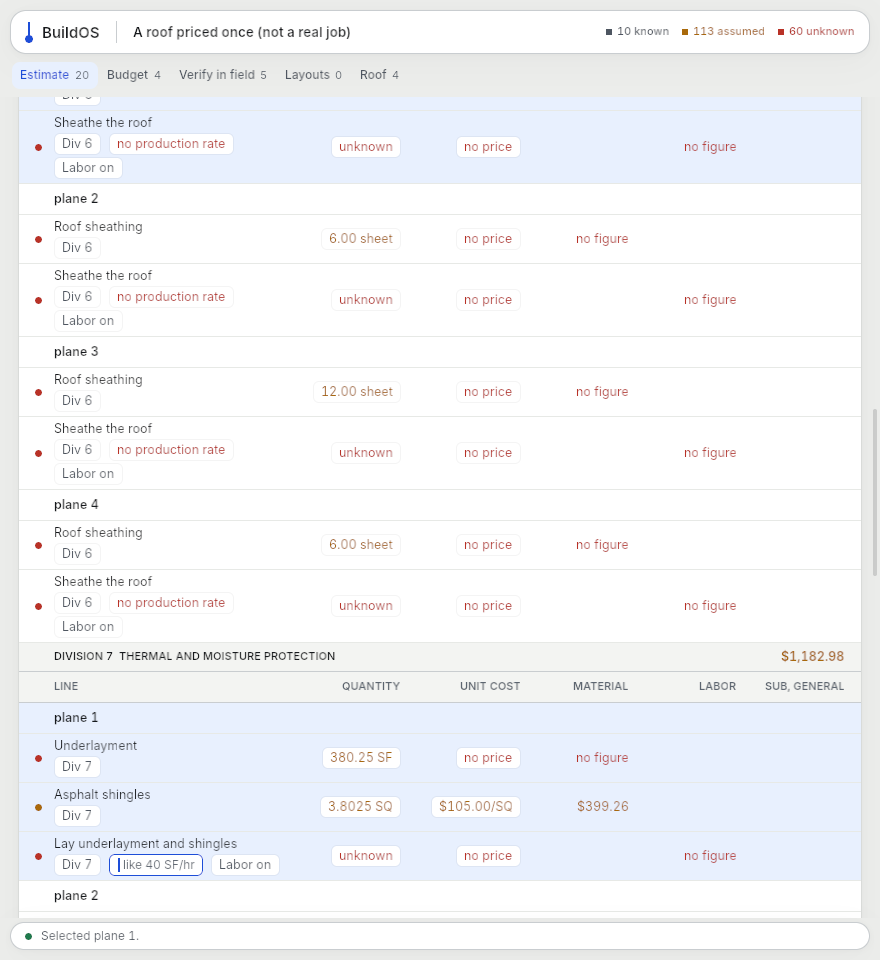 BuildOS A roof priced once (not a real job) 10 known 113 assumed 60 unknown
Estimate 20 Budget 4 Verify in field 5 Layouts 0 Roof 4
Sheathe the roof
Div 6 no production rate unknown no price no figure
Labor on
plane 2
Roof sheathing
Div 6 6.00 sheet no price no figure
Sheathe the roof
Div 6 no production rate unknown no price no figure
Labor on
plane 3
Roof sheathing
Div 6 12.00 sheet no price no figure
Sheathe the roof
Div 6 no production rate unknown no price no figure
Labor on
plane 4
Roof sheathing
Div 6 6.00 sheet no price no figure
Sheathe the roof
Div 6 no production rate unknown no price no figure
Labor on
DIVISION 7 THERMAL AND MOISTURE PROTECTION $1,182.98
LINE QUANTITY UNIT COST MATERIAL LABOR SUB, GENERAL
plane 1
Underlayment
Div 7 380.25 SF no price no figure
Asphalt shingles
Div 7 3.8025 SQ $105.00/SQ $399.26
Lay underlayment and shingles
Div 7 like 40 SF/hr Labor on unknown no price no figure
plane 2
Selected plane 1.